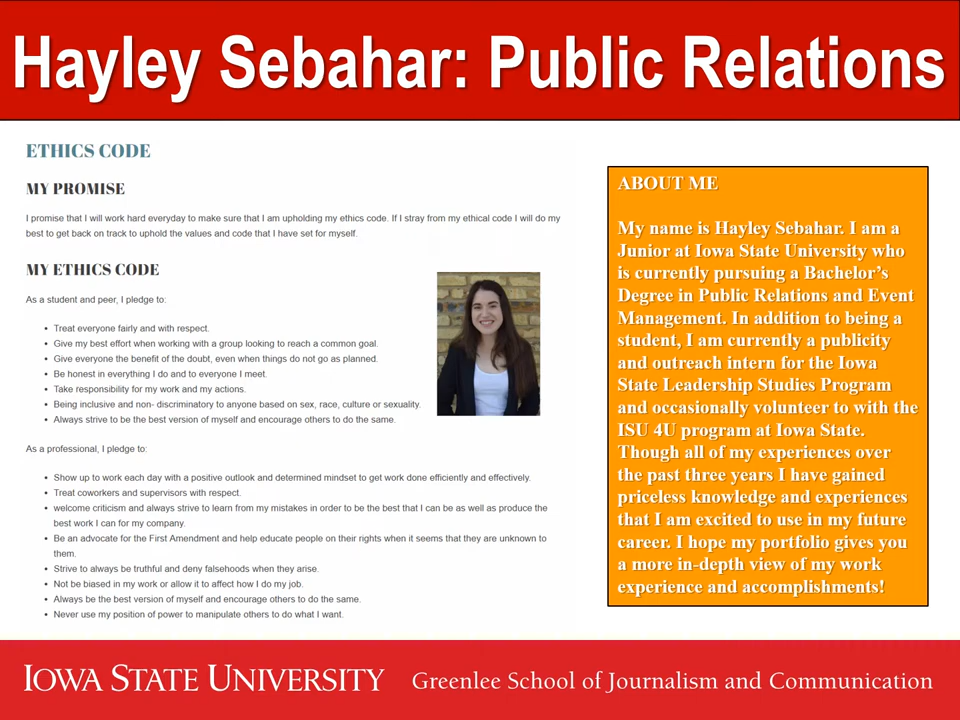 Hayley Sebahar: Public Relations
ETHICS CODE
MY PROMISE
I promise that I will work hard everyday to make sure that I am upholding my ethics code. If I stray from my ethical code I will do my
best to get back on track to uphold the values and code that I have set for myself.
MY ETHICS CODE
As a student and peer, I pledge to:
• Treat everyone fairly and with respect.
• Give my best effort when working with a group looking to reach a common goal.
• Give everyone the benefit of the doubt, even when things do not go as planned.
• Be honest in everything I do and to everyone I meet.
• Take responsibility for my work and my actions.
• Being inclusive and non- discriminatory to anyone based on sex, race, culture or sexuality.
• Always strive to be the best version of myself and encourage others to do the same.
As a professional, I pledge to:
• Show up to work each day with a positive outlook and determined mindset to get work done efficiently and effectively.
• Treat coworkers and supervisors with respect.
• welcome criticism and always strive to learn from my mistakes in order to be the best that I can be as well as produce the
best work I can for my company.
• Be an advocate for the First Amendment and help educate people on their rights when it seems that they are unknown to
them.
• Strive to always be truthful and deny falsehoods when they arise.
• Not be biased in my work or allow it to affect how I do my job.
• Always be the best version of myself and encourage others to do the same.
• Never use my position of power to manipulate others to do what I want.
ABOUT ME
My name is Hayley Sebahar. I am a
Junior at Iowa State University who
is currently pursuing a Bachelor's
Degree in Public Relations and Event
Management. In addition to being a
student, I am currently a publicity
and outreach intern for the Iowa
State Leadership Studies Program
and occasionally volunteer to with the
ISU 4U program at Iowa State.
Though all of my experiences over
the past three years I have gained
priceless knowledge and experiences
that I am excited to use in my future
career. I hope my portfolio gives you
a more in-depth view of my work
experience and accomplishments!
IOWA STATE UNIVERSITY
Greenlee School of Journalism and Communication